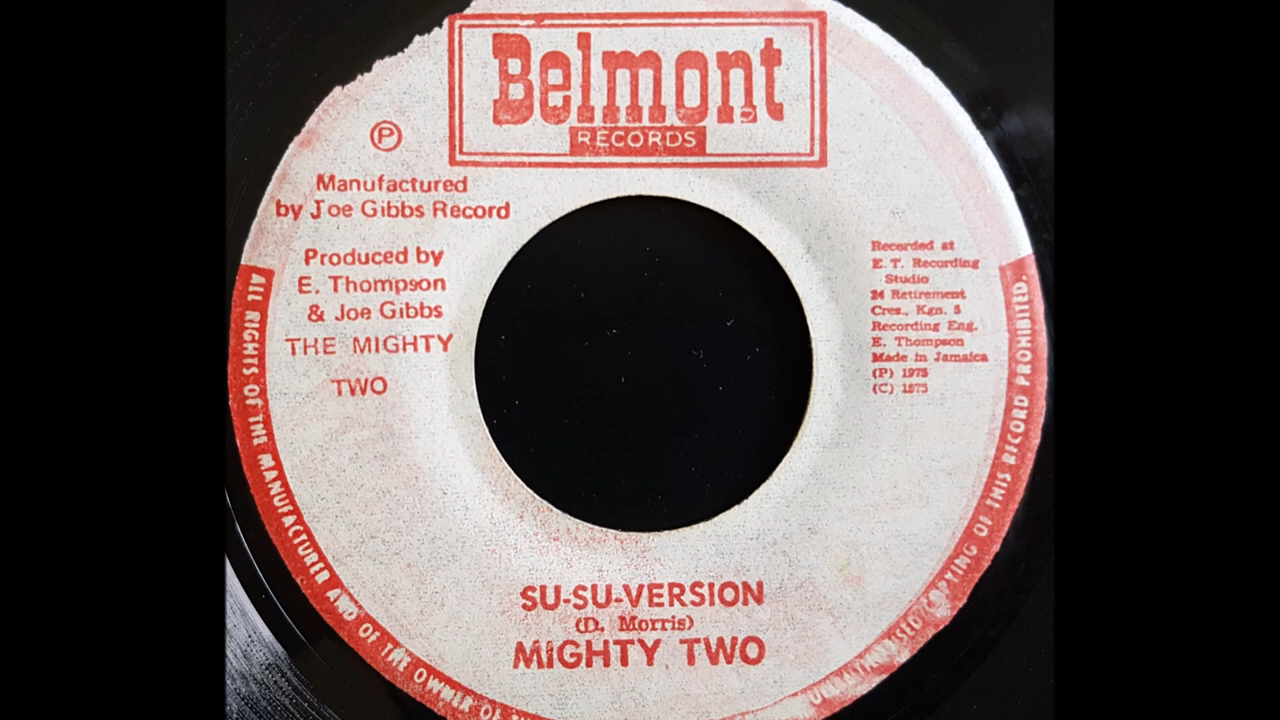 Belmont
RECORDS
Ⓟ
Manufactured
by Joe Gibbs Record
Produced by
E. Thompson
& Joe Gibbs
THE MIGHTY
TWO
Recorded at
E. T. Recording
Studio
24 Retirement
Cres., Kgn. 5
Recording Eng.
E. Thompson
Made in Jamaica
(P) 1975
(C) 1975
SU-SU-VERSION
(D. Morris)
MIGHTY TWO
ALL RIGHTS OF THE MANUFACTURER AND OF THE OWNER OF
UNAUTHORISED COPYING OF THIS RECORD PROHIBITED.